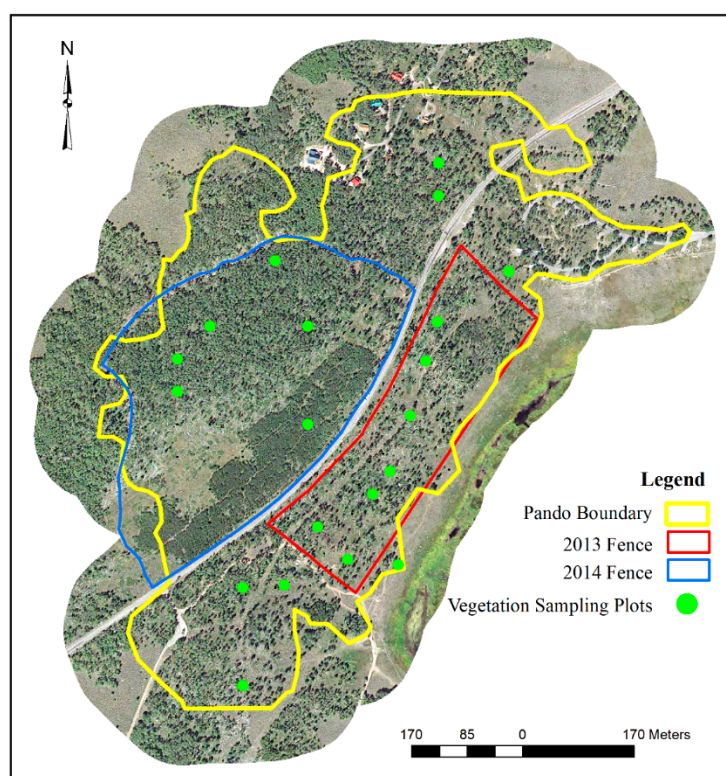 N
Legend
Pando Boundary
2013 Fence
2014 Fence
Vegetation Sampling Plots
170 85 0 170 Meters